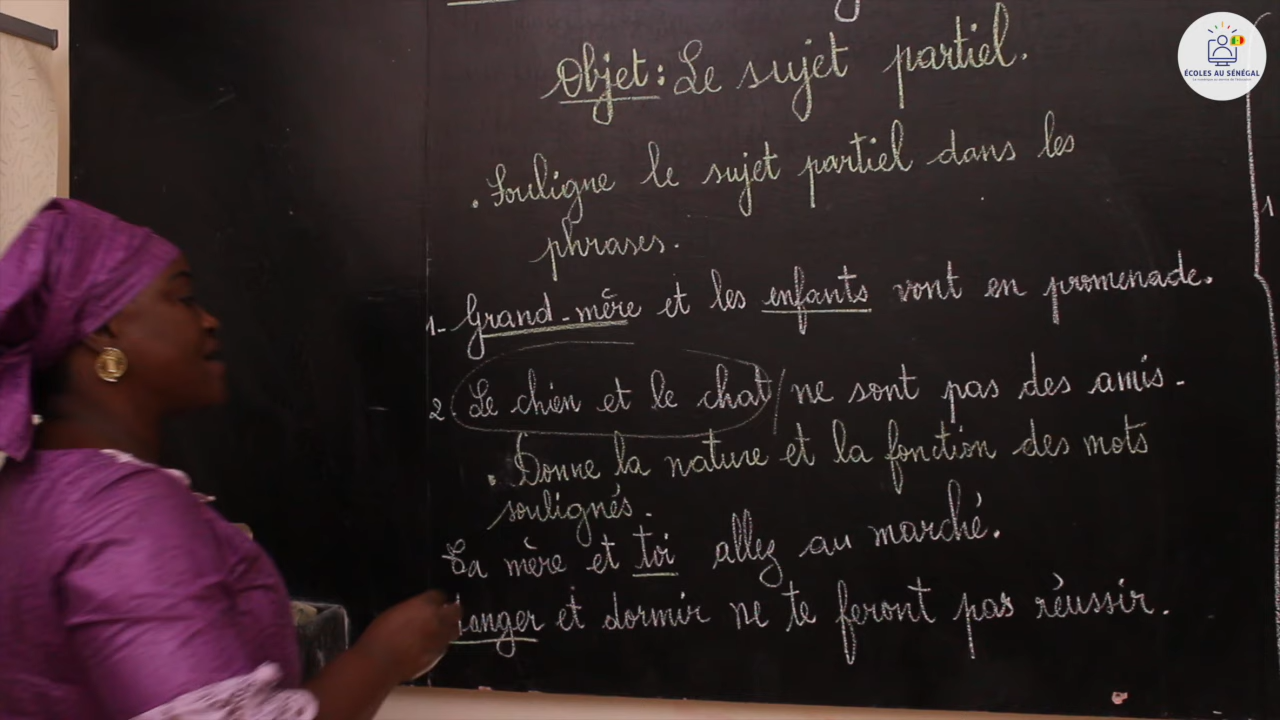 Objet: Le sujet partiel.
. Souligne le sujet partiel dans les
phrases.
1- Grand-mère et les enfants vont en promenade.
2 Le chien et le chat / ne sont pas des amis.
. Donne la nature et la fonction des mots
soulignés.
Ta mère et toi allez au marché.
et dormir ne te feront pas réussir.
1
ÉCOLES AU SÉNÉGAL